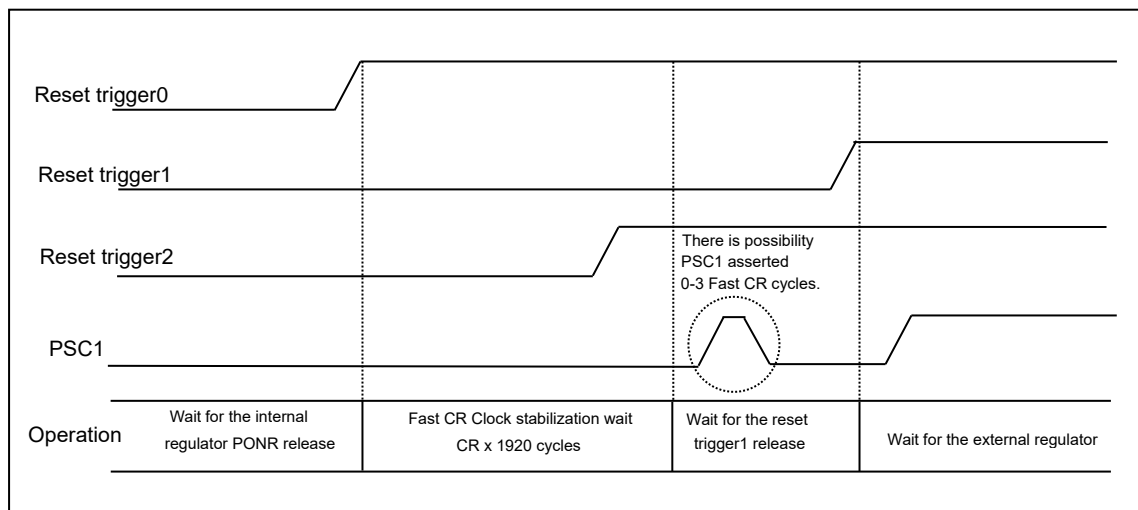 Reset trigger0
Reset trigger1
Reset trigger2
There is possibility
PSC1 asserted
0-3 Fast CR cycles.
PSC1
Operation
Wait for the internal
regulator PONR release
Fast CR Clock stabilization wait
CR x 1920 cycles
Wait for the reset
trigger1 release
Wait for the external regulator